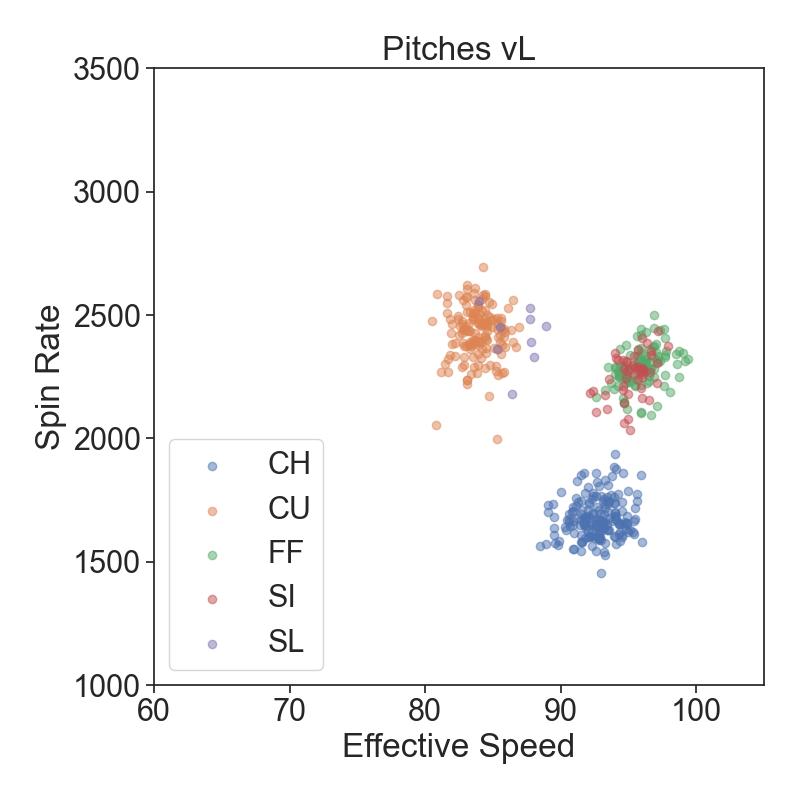 Pitches vL
3500
3000
2500
2000
1500
1000
Spin Rate
CH
CU
FF
SI
SL
60 70 80 90 100
Effective Speed